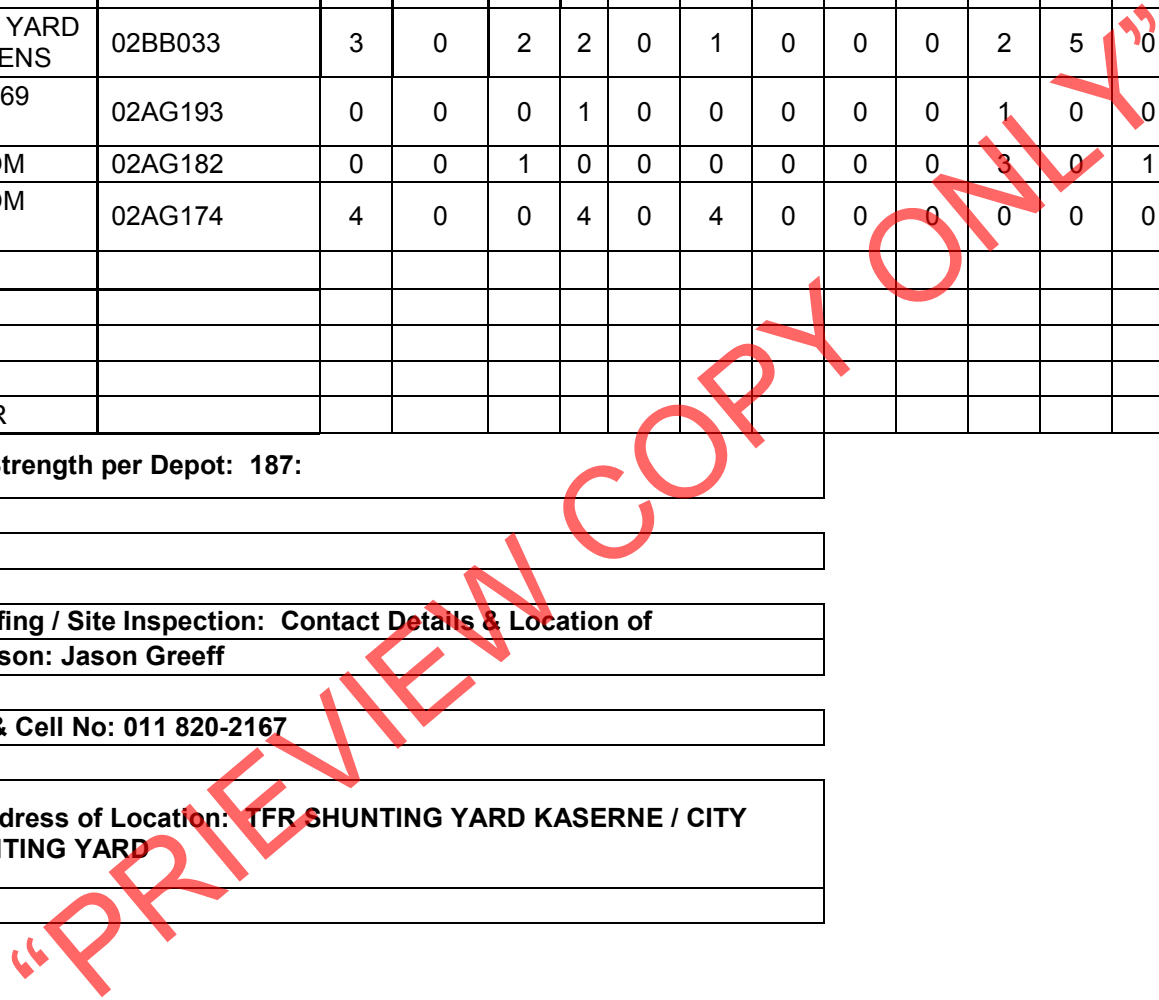 YARD
ENS 02BB033 3 0 2 2 0 1 0 0 0 2 5 0
69 02AG193 0 0 0 1 0 0 0 0 0 1 0 0
OM 02AG182 0 0 1 0 0 0 0 0 0 3 0 1
OM 02AG174 4 0 0 4 0 4 0 0 0 0 0 0
R
trength per Depot: 187:
fing / Site Inspection: Contact Details & Location of
son: Jason Greeff
& Cell No: 011 820-2167
dress of Location: TFR SHUNTING YARD KASERNE / CITY
TING YARD
“PRIEVIEW COPY ONLY”